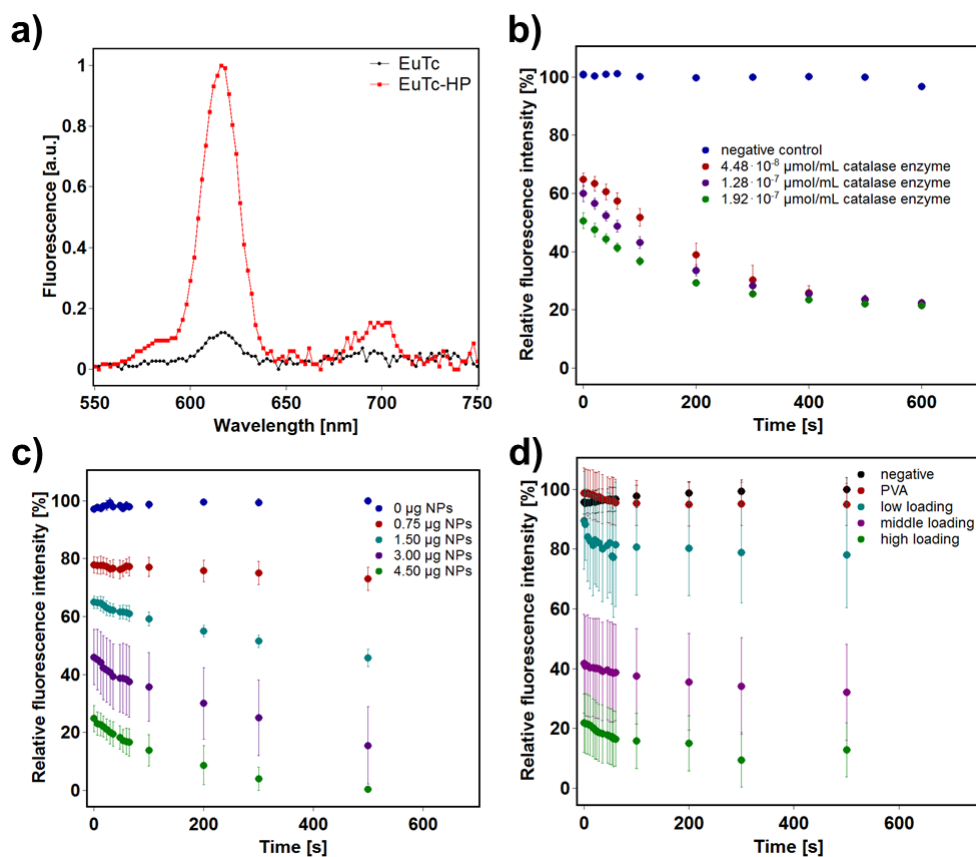 a)
Fluorescence [a.u.]
1
0.8
0.6
0.4
0.2
0
EuTc
EuTc-HP
550
600
650
700
750
Wavelength [nm]
b)
Relative fluorescence intensity [%]
100
80
60
40
20
0
negative control
4.48·10⁻⁸ µmol/mL catalase enzyme
1.28·10⁻⁷ µmol/mL catalase enzyme
1.92·10⁻⁷ µmol/mL catalase enzyme
0
200
400
600
Time [s]
c)
Relative fluorescence intensity [%]
100
80
60
40
20
0
0 µg NPs
0.75 µg NPs
1.50 µg NPs
3.00 µg NPs
4.50 µg NPs
0
200
400
600
Time [s]
d)
Relative fluorescence intensity [%]
100
80
60
40
20
0
negative
PVA
low loading
middle loading
high loading
0
200
400
600
Time [s]